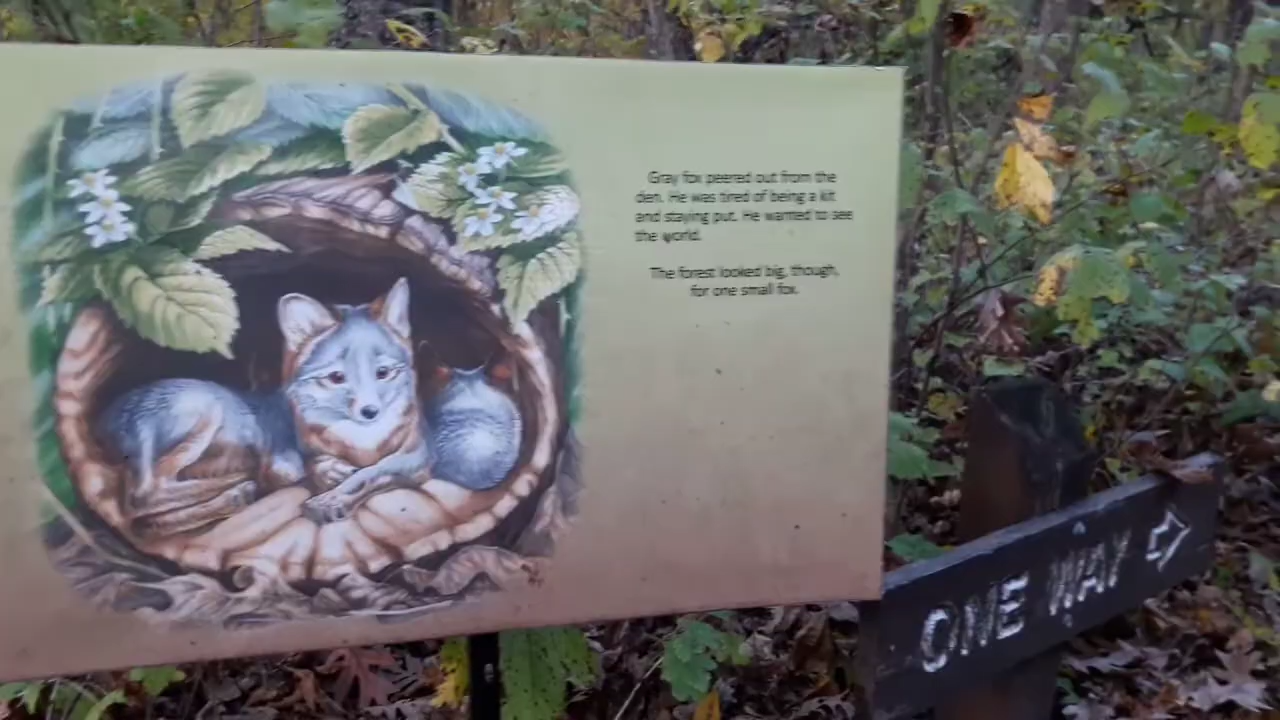 Gray fox peered out from the
den. He was tired of being a kit
and staying put. He wanted to see
the world.
The forest looked big, though,
for one small fox.
ONE WAY